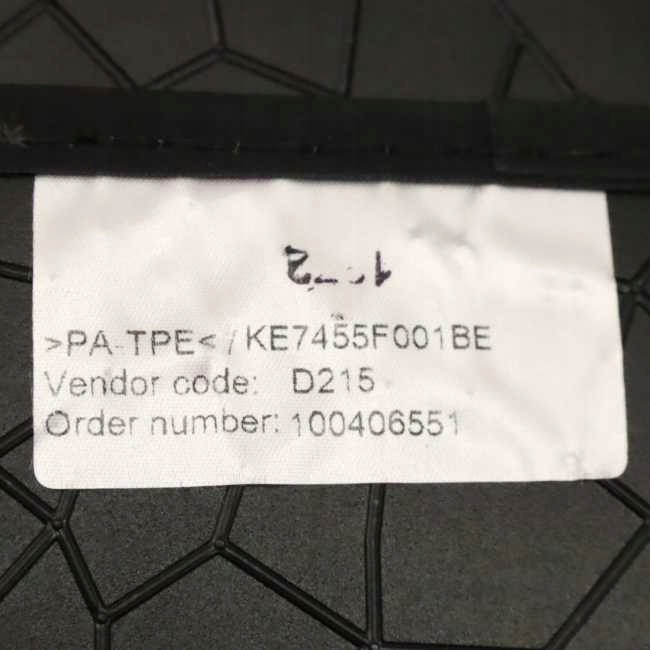 >PA-TPE< / KE7455F001BE
Vendor code: D215
Order number: 100406551